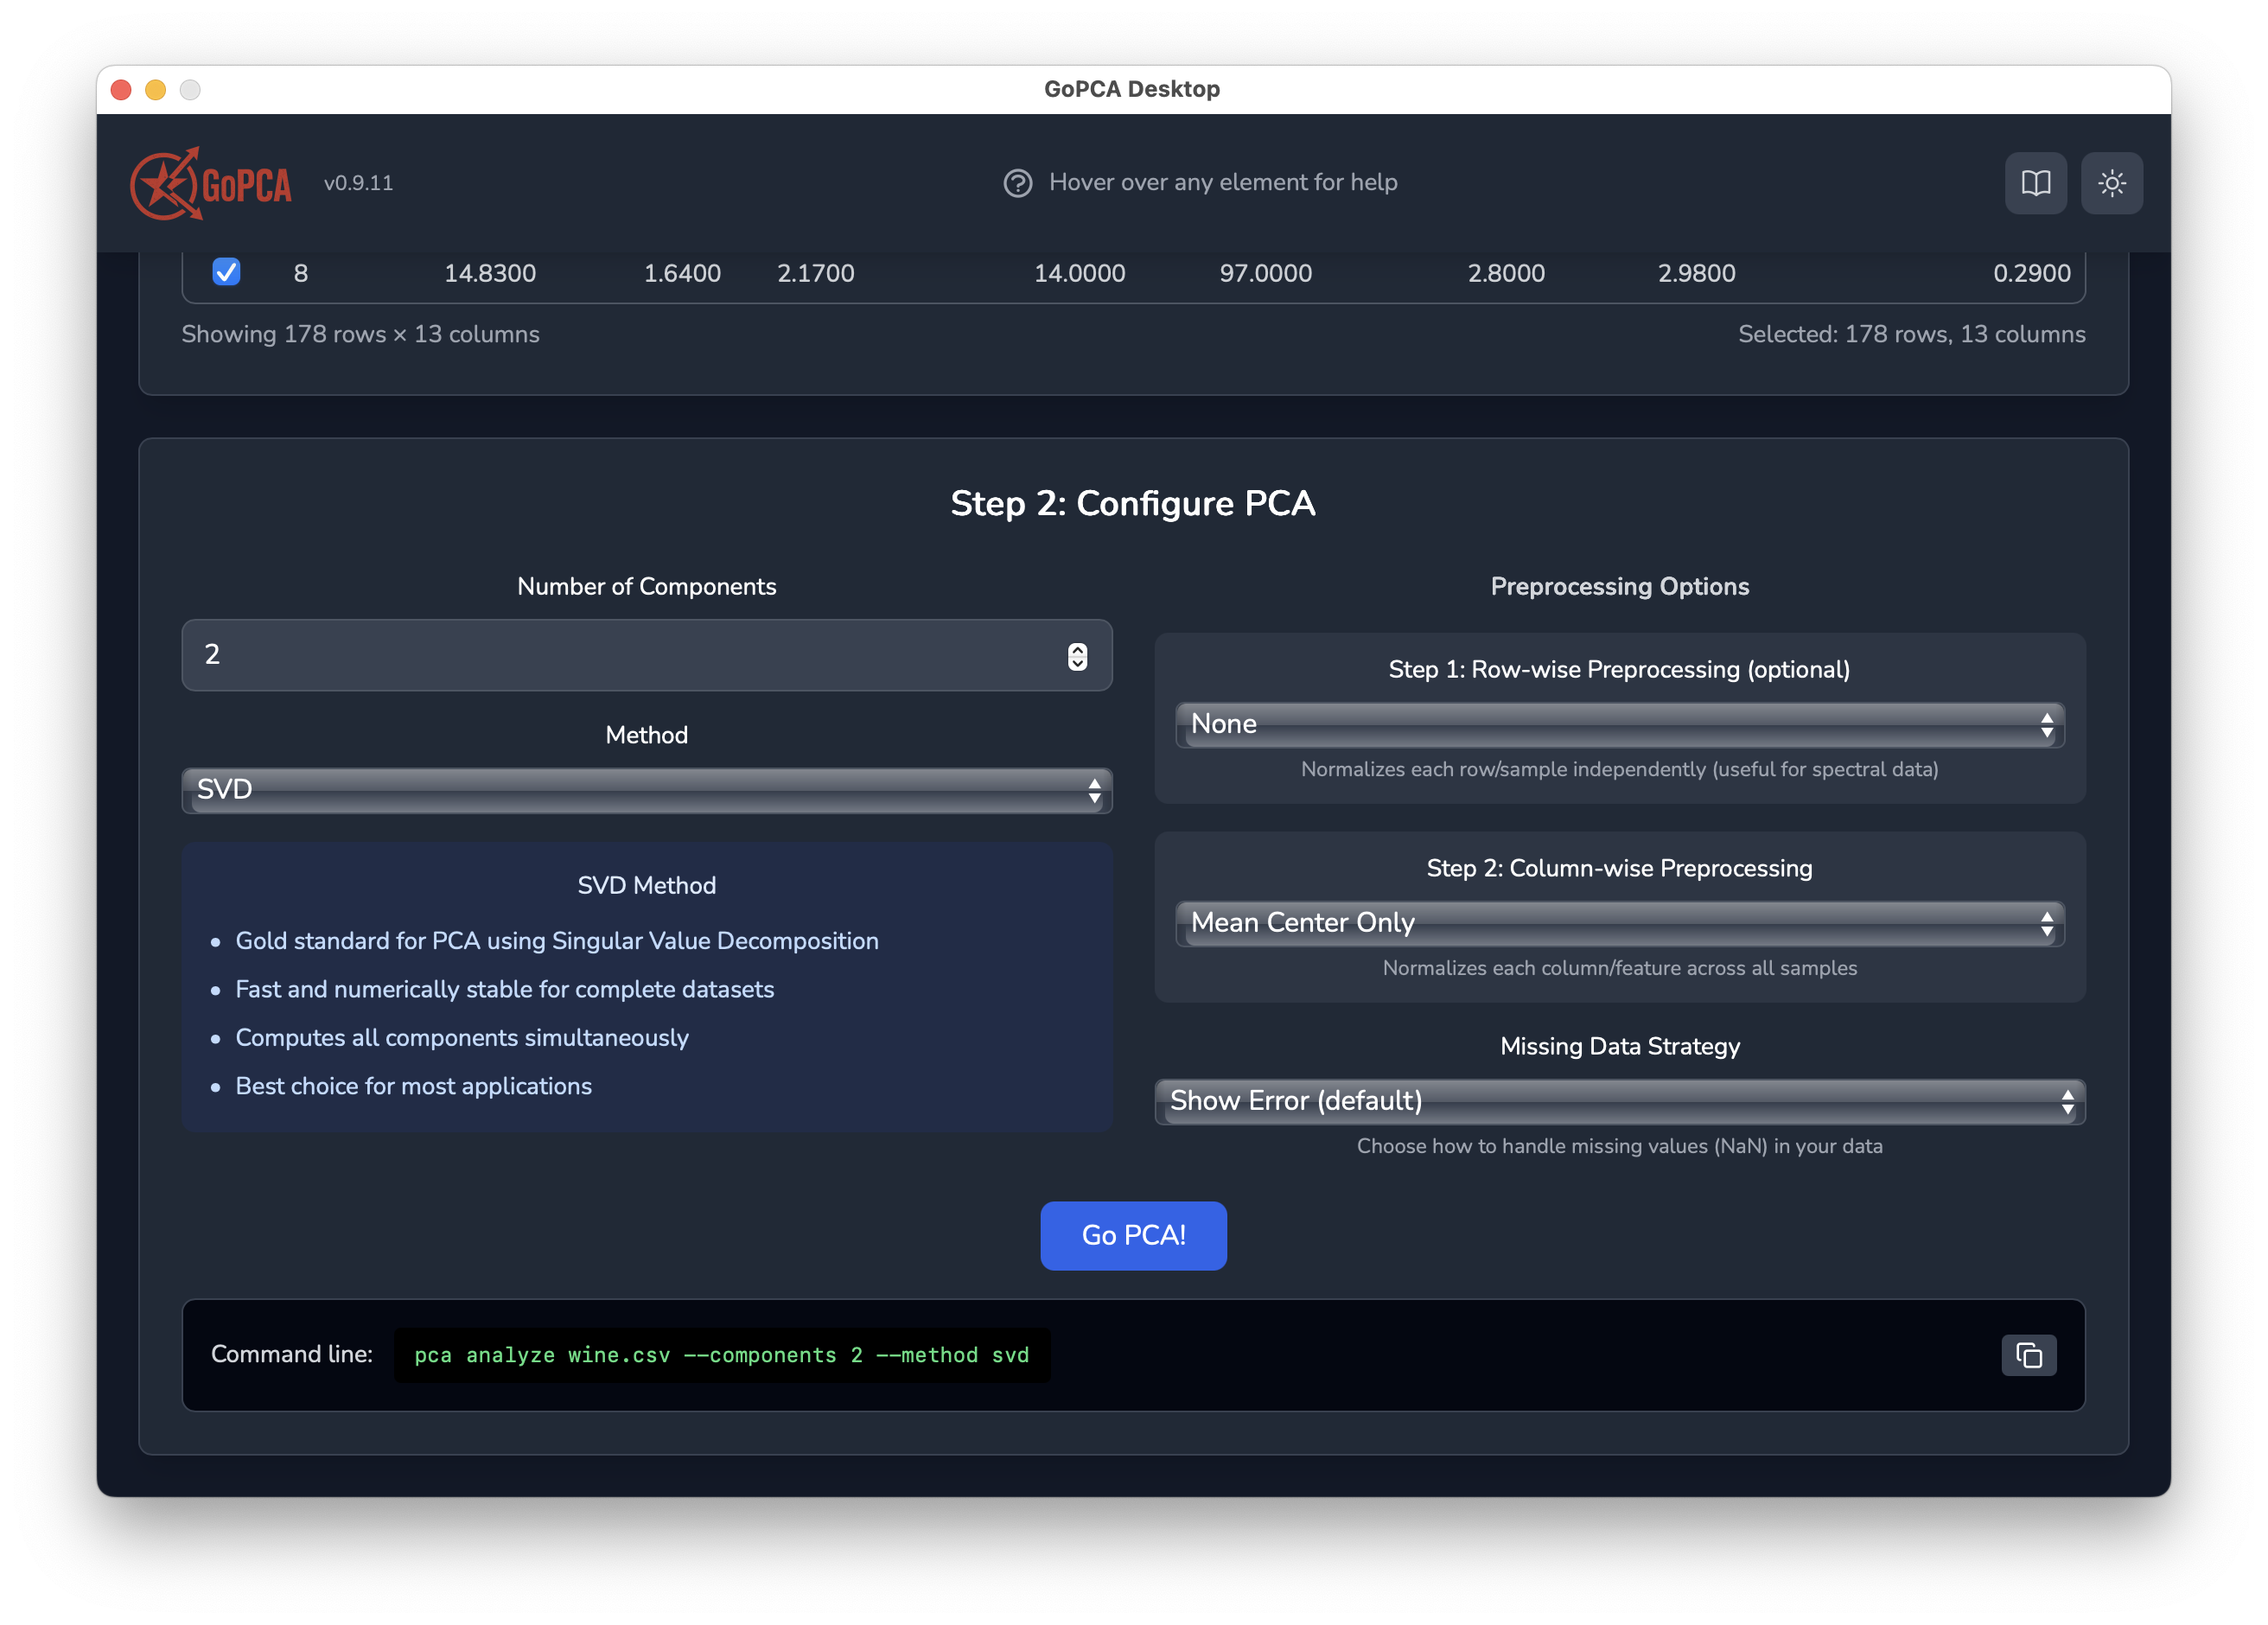 GoPCA Desktop
GoPCA v0.9.11 Hover over any element for help
8 14.8300 1.6400 2.1700 14.0000 97.0000 2.8000 2.9800 0.2900
Showing 178 rows × 13 columns Selected: 178 rows, 13 columns
Step 2: Configure PCA
Number of Components
2
Method
SVD
SVD Method
• Gold standard for PCA using Singular Value Decomposition
• Fast and numerically stable for complete datasets
• Computes all components simultaneously
• Best choice for most applications
Preprocessing Options
Step 1: Row-wise Preprocessing (optional)
None
Normalizes each row/sample independently (useful for spectral data)
Step 2: Column-wise Preprocessing
Mean Center Only
Normalizes each column/feature across all samples
Missing Data Strategy
Show Error (default)
Choose how to handle missing values (NaN) in your data
Go PCA!
Command line: pca analyze wine.csv --components 2 --method svd